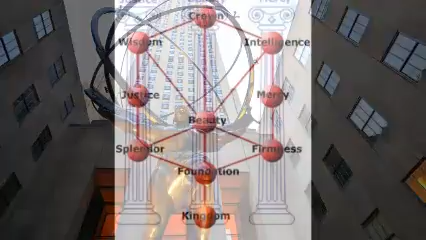 Crown
Wisdom
Intelligence
Justice
Mercy
Beauty
Splendor
Firmness
Foundation
Kingdom